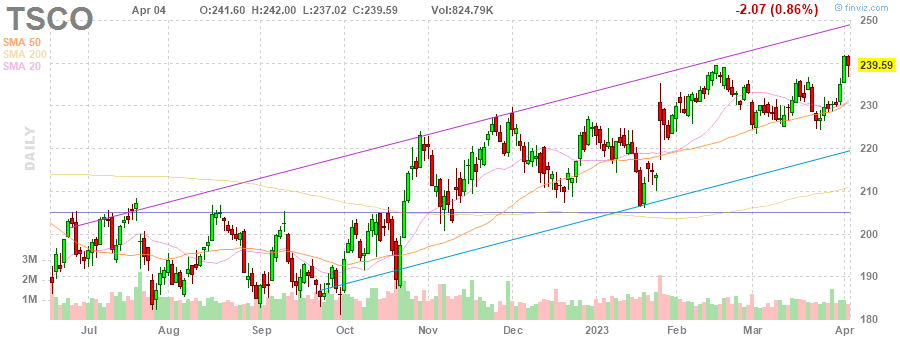 TSCO Apr 04 O:241.60 H:242.00 L:237.02 C:239.59 Vol:824.79K -2.07 (0.86%) © finviz.com
SMA 50
SMA 200
SMA 20
DAILY
250
239.59
230
220
210
200
190
180
3M
2M
1M
Jul Aug Sep Oct Nov Dec 2023 Feb Mar Apr